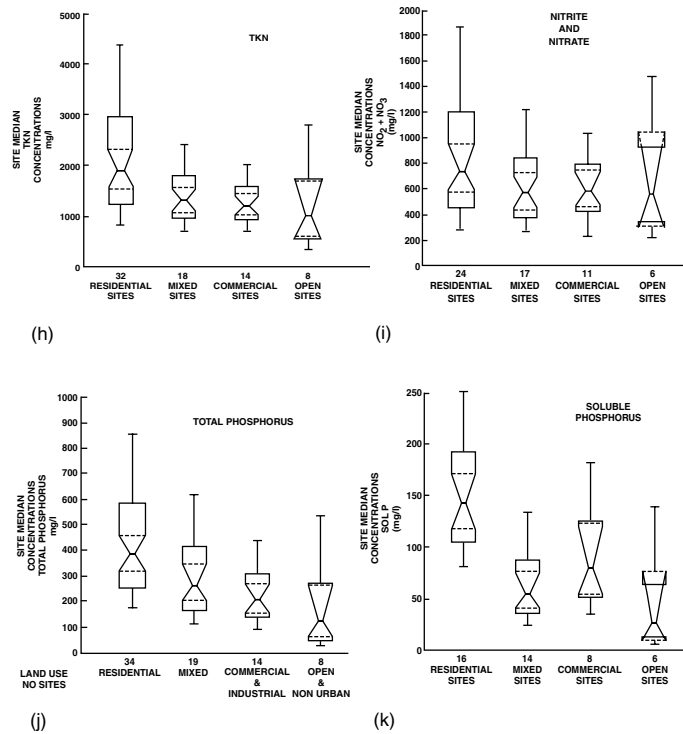 5000
4000
3000
2000
1000
0
SITE MEDIAN
TKN
CONCENTRATIONS
mg/l
TKN
32
RESIDENTIAL
SITES
18
MIXED
SITES
14
COMMERCIAL
SITES
8
OPEN
SITES
(h)
2000
1800
1600
1400
1200
1000
800
600
400
200
0
SITE MEDIAN
CONCENTRATIONS
NO2 + NO3
(mg/l)
NITRITE
AND
NITRATE
24
RESIDENTIAL
SITES
17
MIXED
SITES
11
COMMERCIAL
SITES
6
OPEN
SITES
(i)
1000
900
800
700
600
500
400
300
200
100
0
SITE MEDIAN
CONCENTRATIONS
TOTAL PHOSPHORUS
mg/l
TOTAL PHOSPHORUS
LAND USE
NO SITES
34
RESIDENTIAL
19
MIXED
14
COMMERCIAL
&
INDUSTRIAL
8
OPEN
&
NON URBAN
(j)
250
200
150
100
50
0
SITE MEDIAN
CONCENTRATIONS
SOL P
(mg/l)
SOLUBLE
PHOSPHORUS
16
RESIDENTIAL
SITES
14
MIXED
SITES
8
COMMERCIAL
SITES
6
OPEN
SITES
(k)